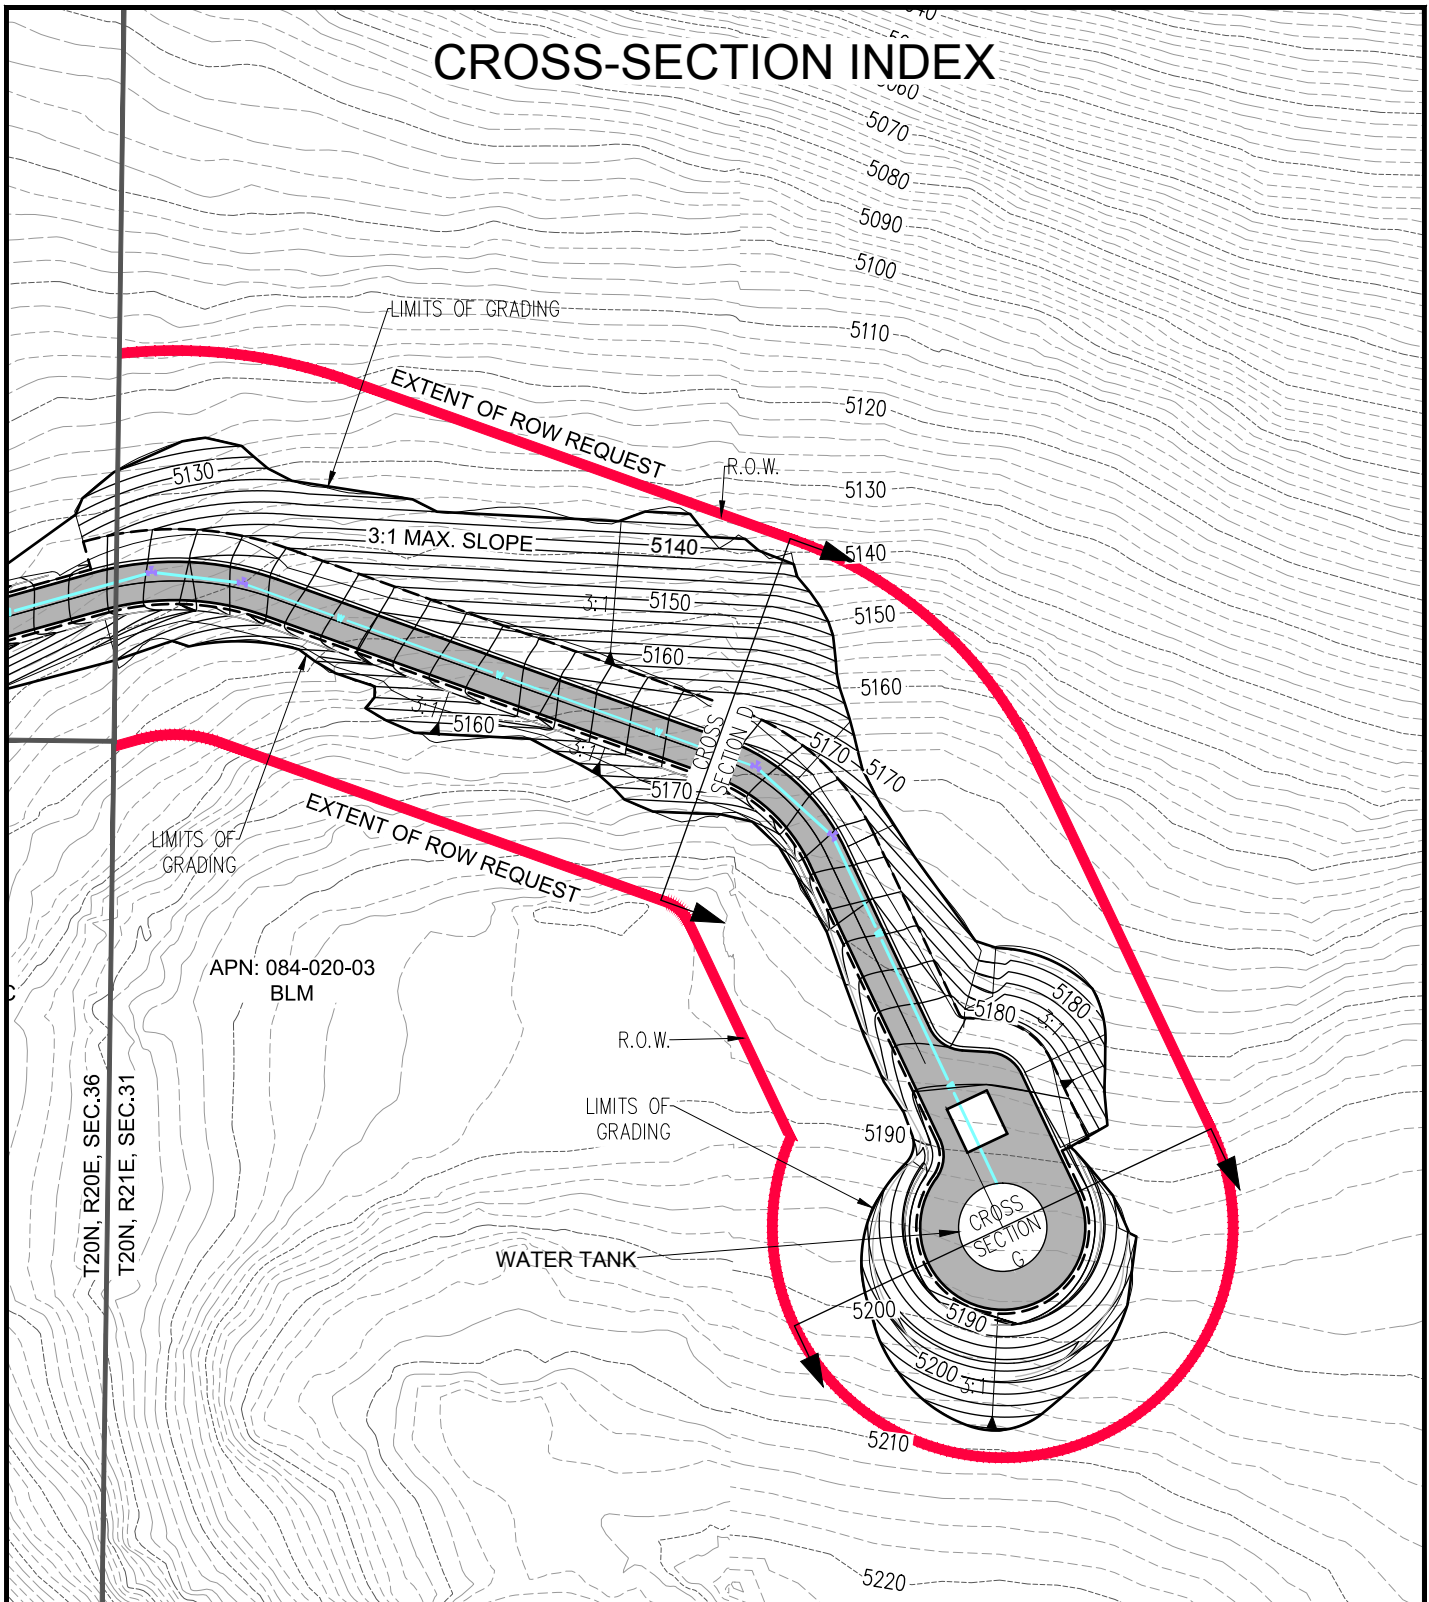 CROSS-SECTION INDEX
5060
5070
5080
5090
5100
LIMITS OF GRADING
5110
EXTENT OF ROW REQUEST
5120
R.O.W.
5130
5130
3:1 MAX. SLOPE
5140
5140
3:1
5150
5150
5160
5160
3:1
5160
3:1
CROSS
SECTION D
5170
5170
5170
LIMITS OF
GRADING
EXTENT OF ROW REQUEST
APN: 084-020-03
BLM
5180
5180
3:1
R.O.W.
T20N, R20E, SEC.36
T20N, R21E, SEC.31
LIMITS OF
GRADING
5190
WATER TANK
CROSS
SECTION
G
5200
5190
5200
3:1
5210
5220